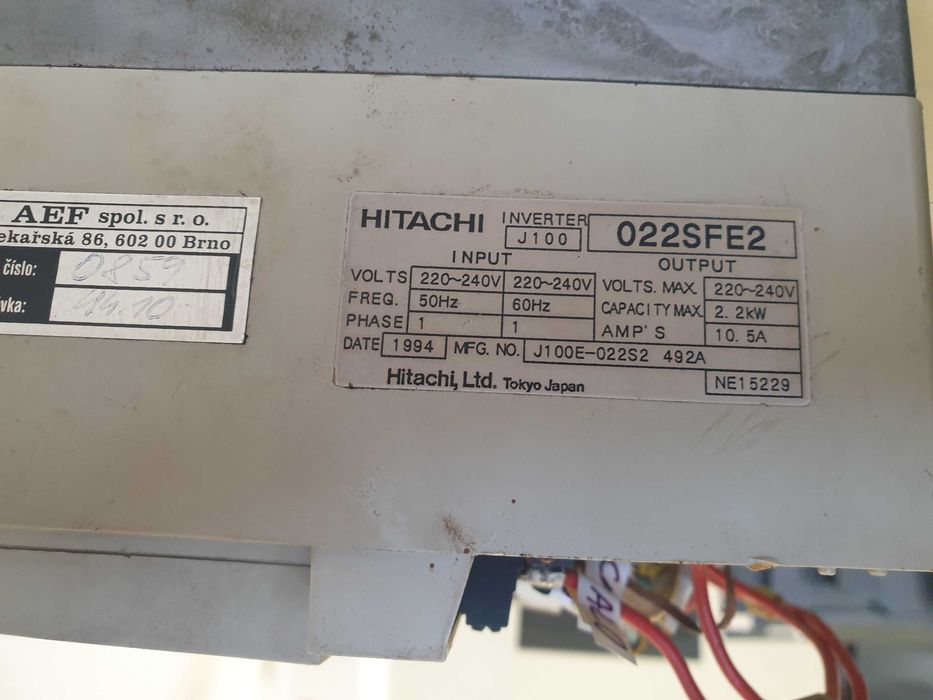 AEF spol. s r. o.
ekařská 86, 602 00 Brno
číslo: 0859
vka: 44.10
HITACHI INVERTER J100 022SFE2
INPUT
VOLTS 220~240V 220~240V
FREQ. 50Hz 60Hz
PHASE 1 1
OUTPUT
VOLTS. MAX. 220~240V
CAPACITY MAX. 2. 2kW
AMP'S 10. 5A
DATE 1994 MFG. NO. J100E-022S2 492A
Hitachi, Ltd. Tokyo Japan NE15229
CA10